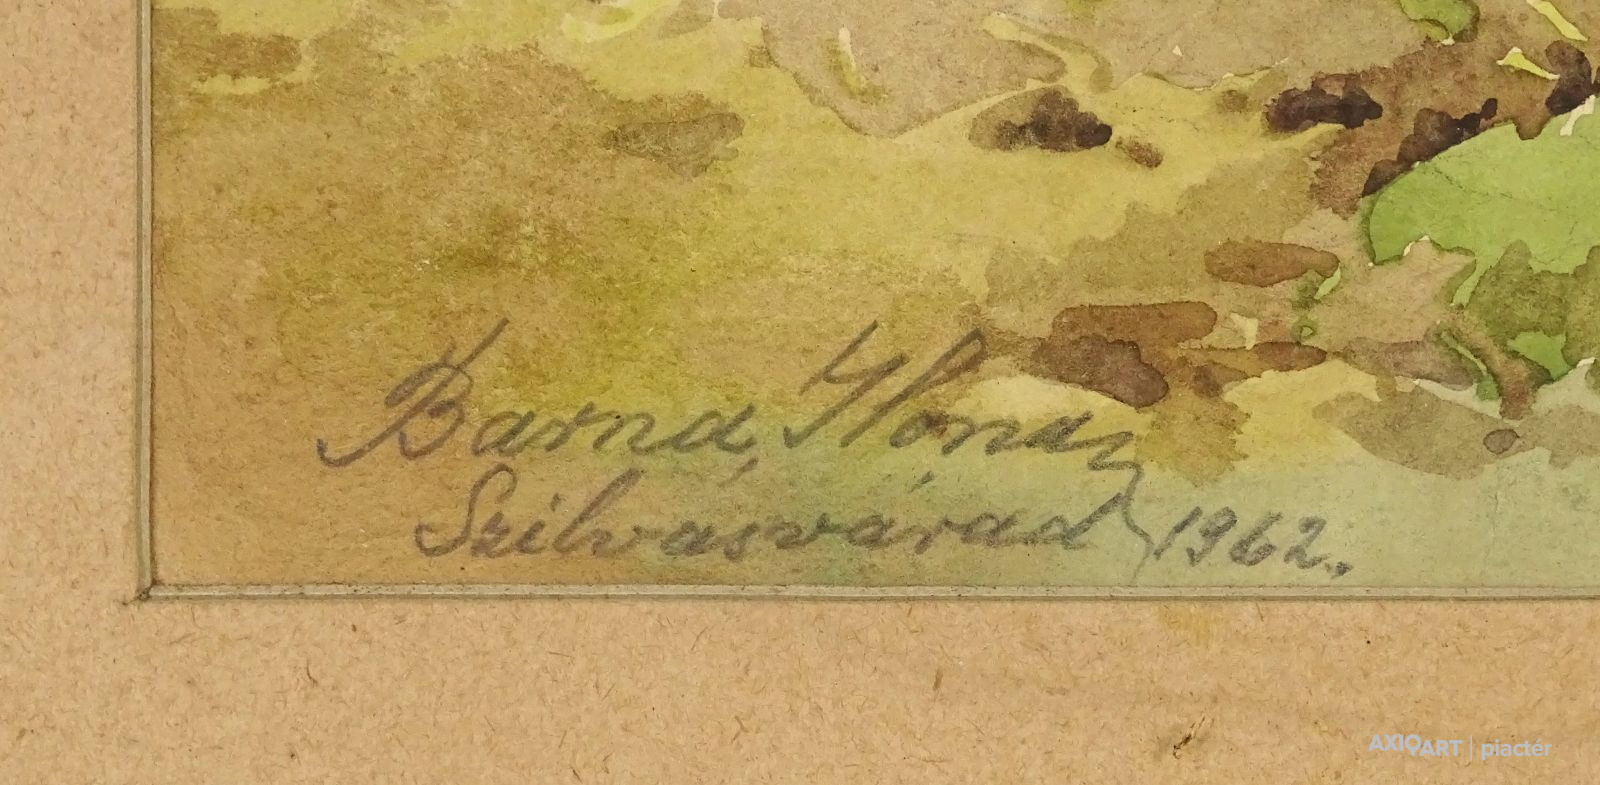 Barna Ilona
Szilvásvárad 1962.
AXIOART | piactér